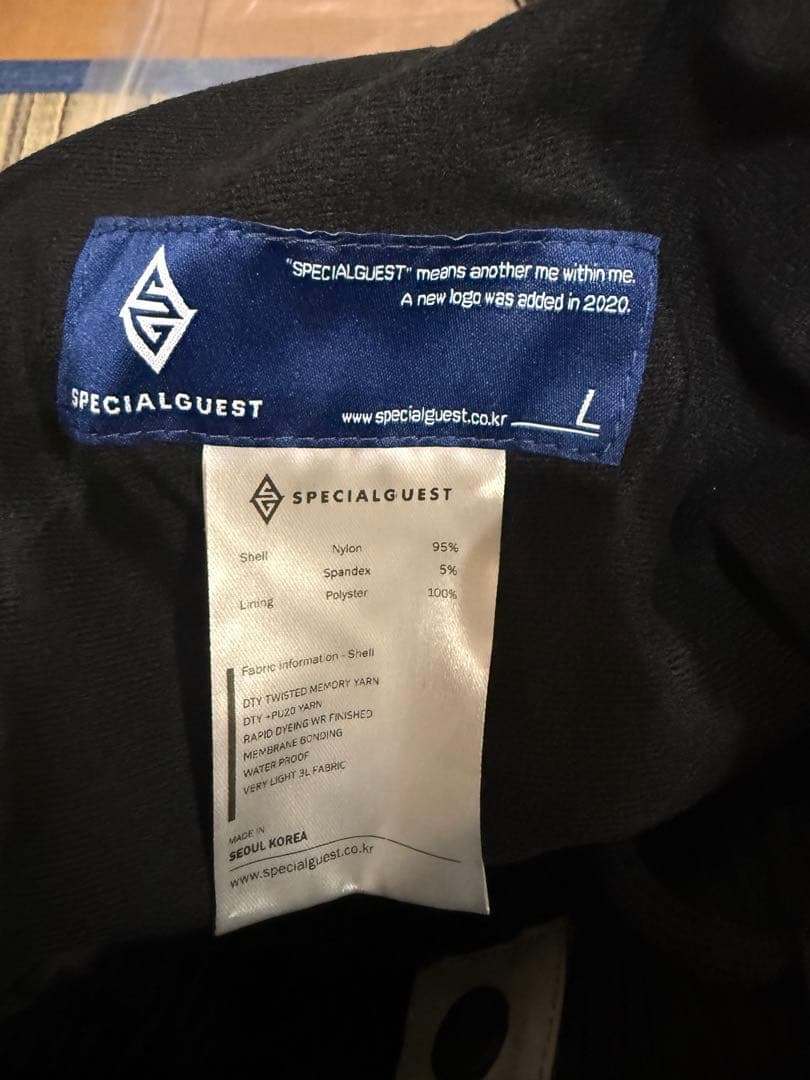 "SPECIALGUEST" means another me within me.
A new logo was added in 2020.
SPECIALGUEST
www.specialguest.co.kr
L
SPECIALGUEST
Shell Nylon 95%
Spandex 5%
Lining Polyster 100%
Fabric information - Shell
DTY TWISTED MEMORY YARN
DTY +PU20 YARN
RAPID DYEING WR FINISHED
MEMBRANE BONDING
WATER PROOF
VERY LIGHT 3L FABRIC
MADE IN
SEOUL KOREA
www.specialguest.co.kr